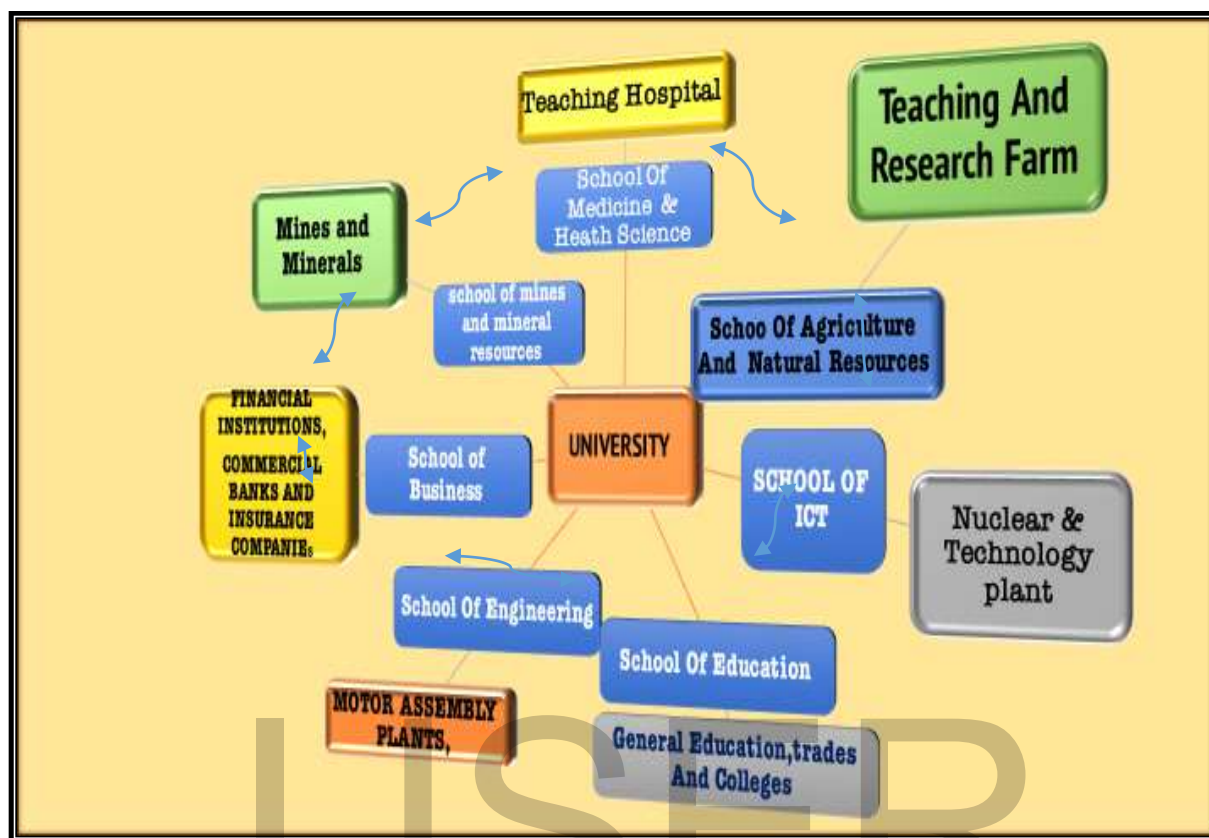 Teaching Hospital
Teaching And
Research Farm
School Of
Medicine &
Heath Science
Mines and
Minerals
school of mines
and mineral
resources
Schoo Of Agriculture
And Natural Resources
FINANCIAL
INSTITUTIONS,
COMMERCIAL
BANKS AND
INSURANCE
COMPANIEs
School of
Business
UNIVERSITY
SCHOOL OF
ICT
Nuclear &
Technology
plant
School Of Engineering
School Of Education
MOTOR ASSEMBLY
PLANTS,
General Education,trades
And Colleges